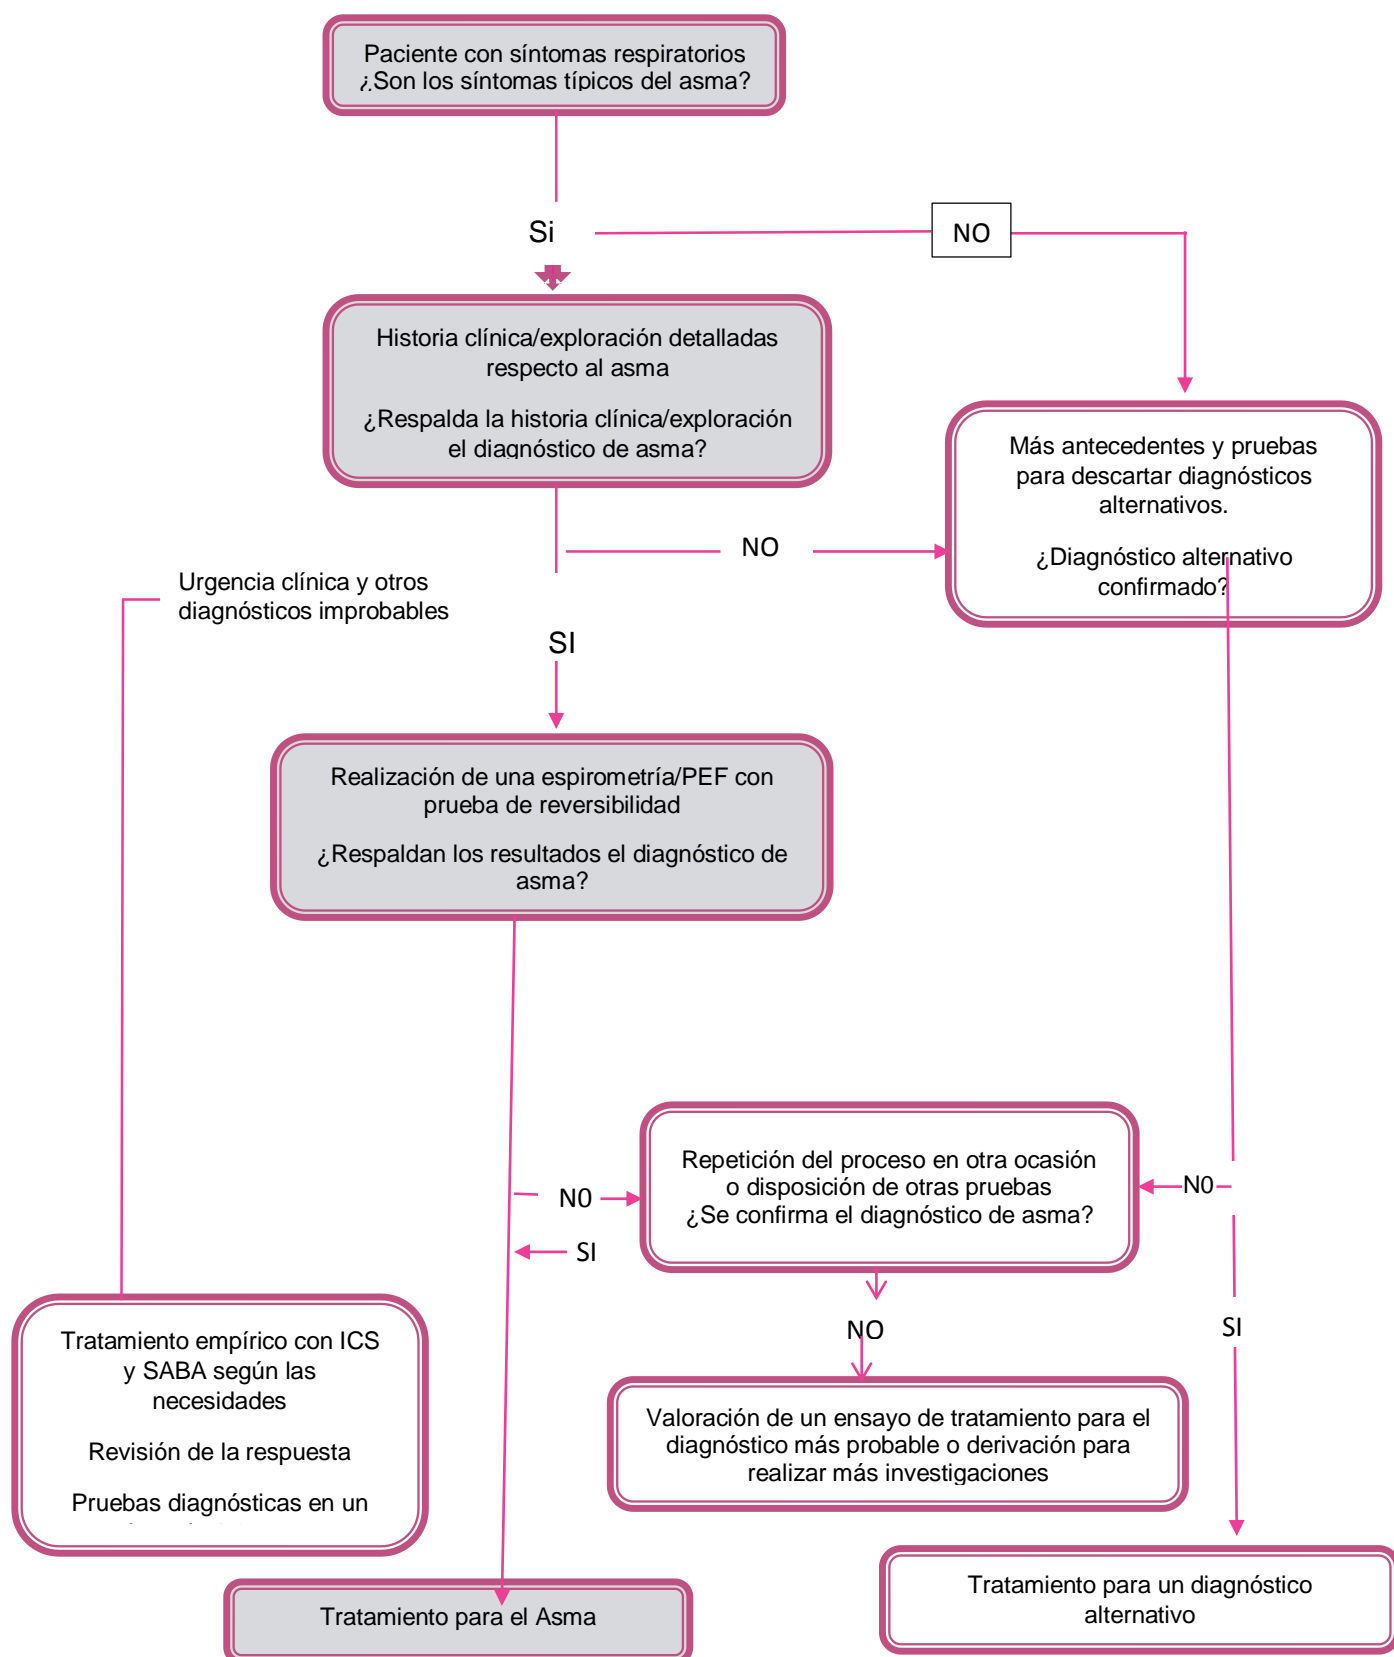 Paciente con síntomas respiratorios
¿Son los síntomas típicos del asma?
Si
NO
Historia clínica/exploración detalladas
respecto al asma
¿Respalda la historia clínica/exploración
el diagnóstico de asma?
Más antecedentes y pruebas
para descartar diagnósticos
alternativos.
¿Diagnóstico alternativo
confirmado?
NO
Urgencia clínica y otros
diagnósticos improbables
SI
Realización de una espirometría/PEF con
prueba de reversibilidad
¿Respaldan los resultados el diagnóstico de
asma?
Repetición del proceso en otra ocasión
o disposición de otras pruebas
¿Se confirma el diagnóstico de asma?
N0
N0
SI
NO
SI
Tratamiento empírico con ICS
y SABA según las
necesidades
Revisión de la respuesta
Pruebas diagnósticas en un
Valoración de un ensayo de tratamiento para el
diagnóstico más probable o derivación para
realizar más investigaciones
Tratamiento para el Asma
Tratamiento para un diagnóstico
alternativo